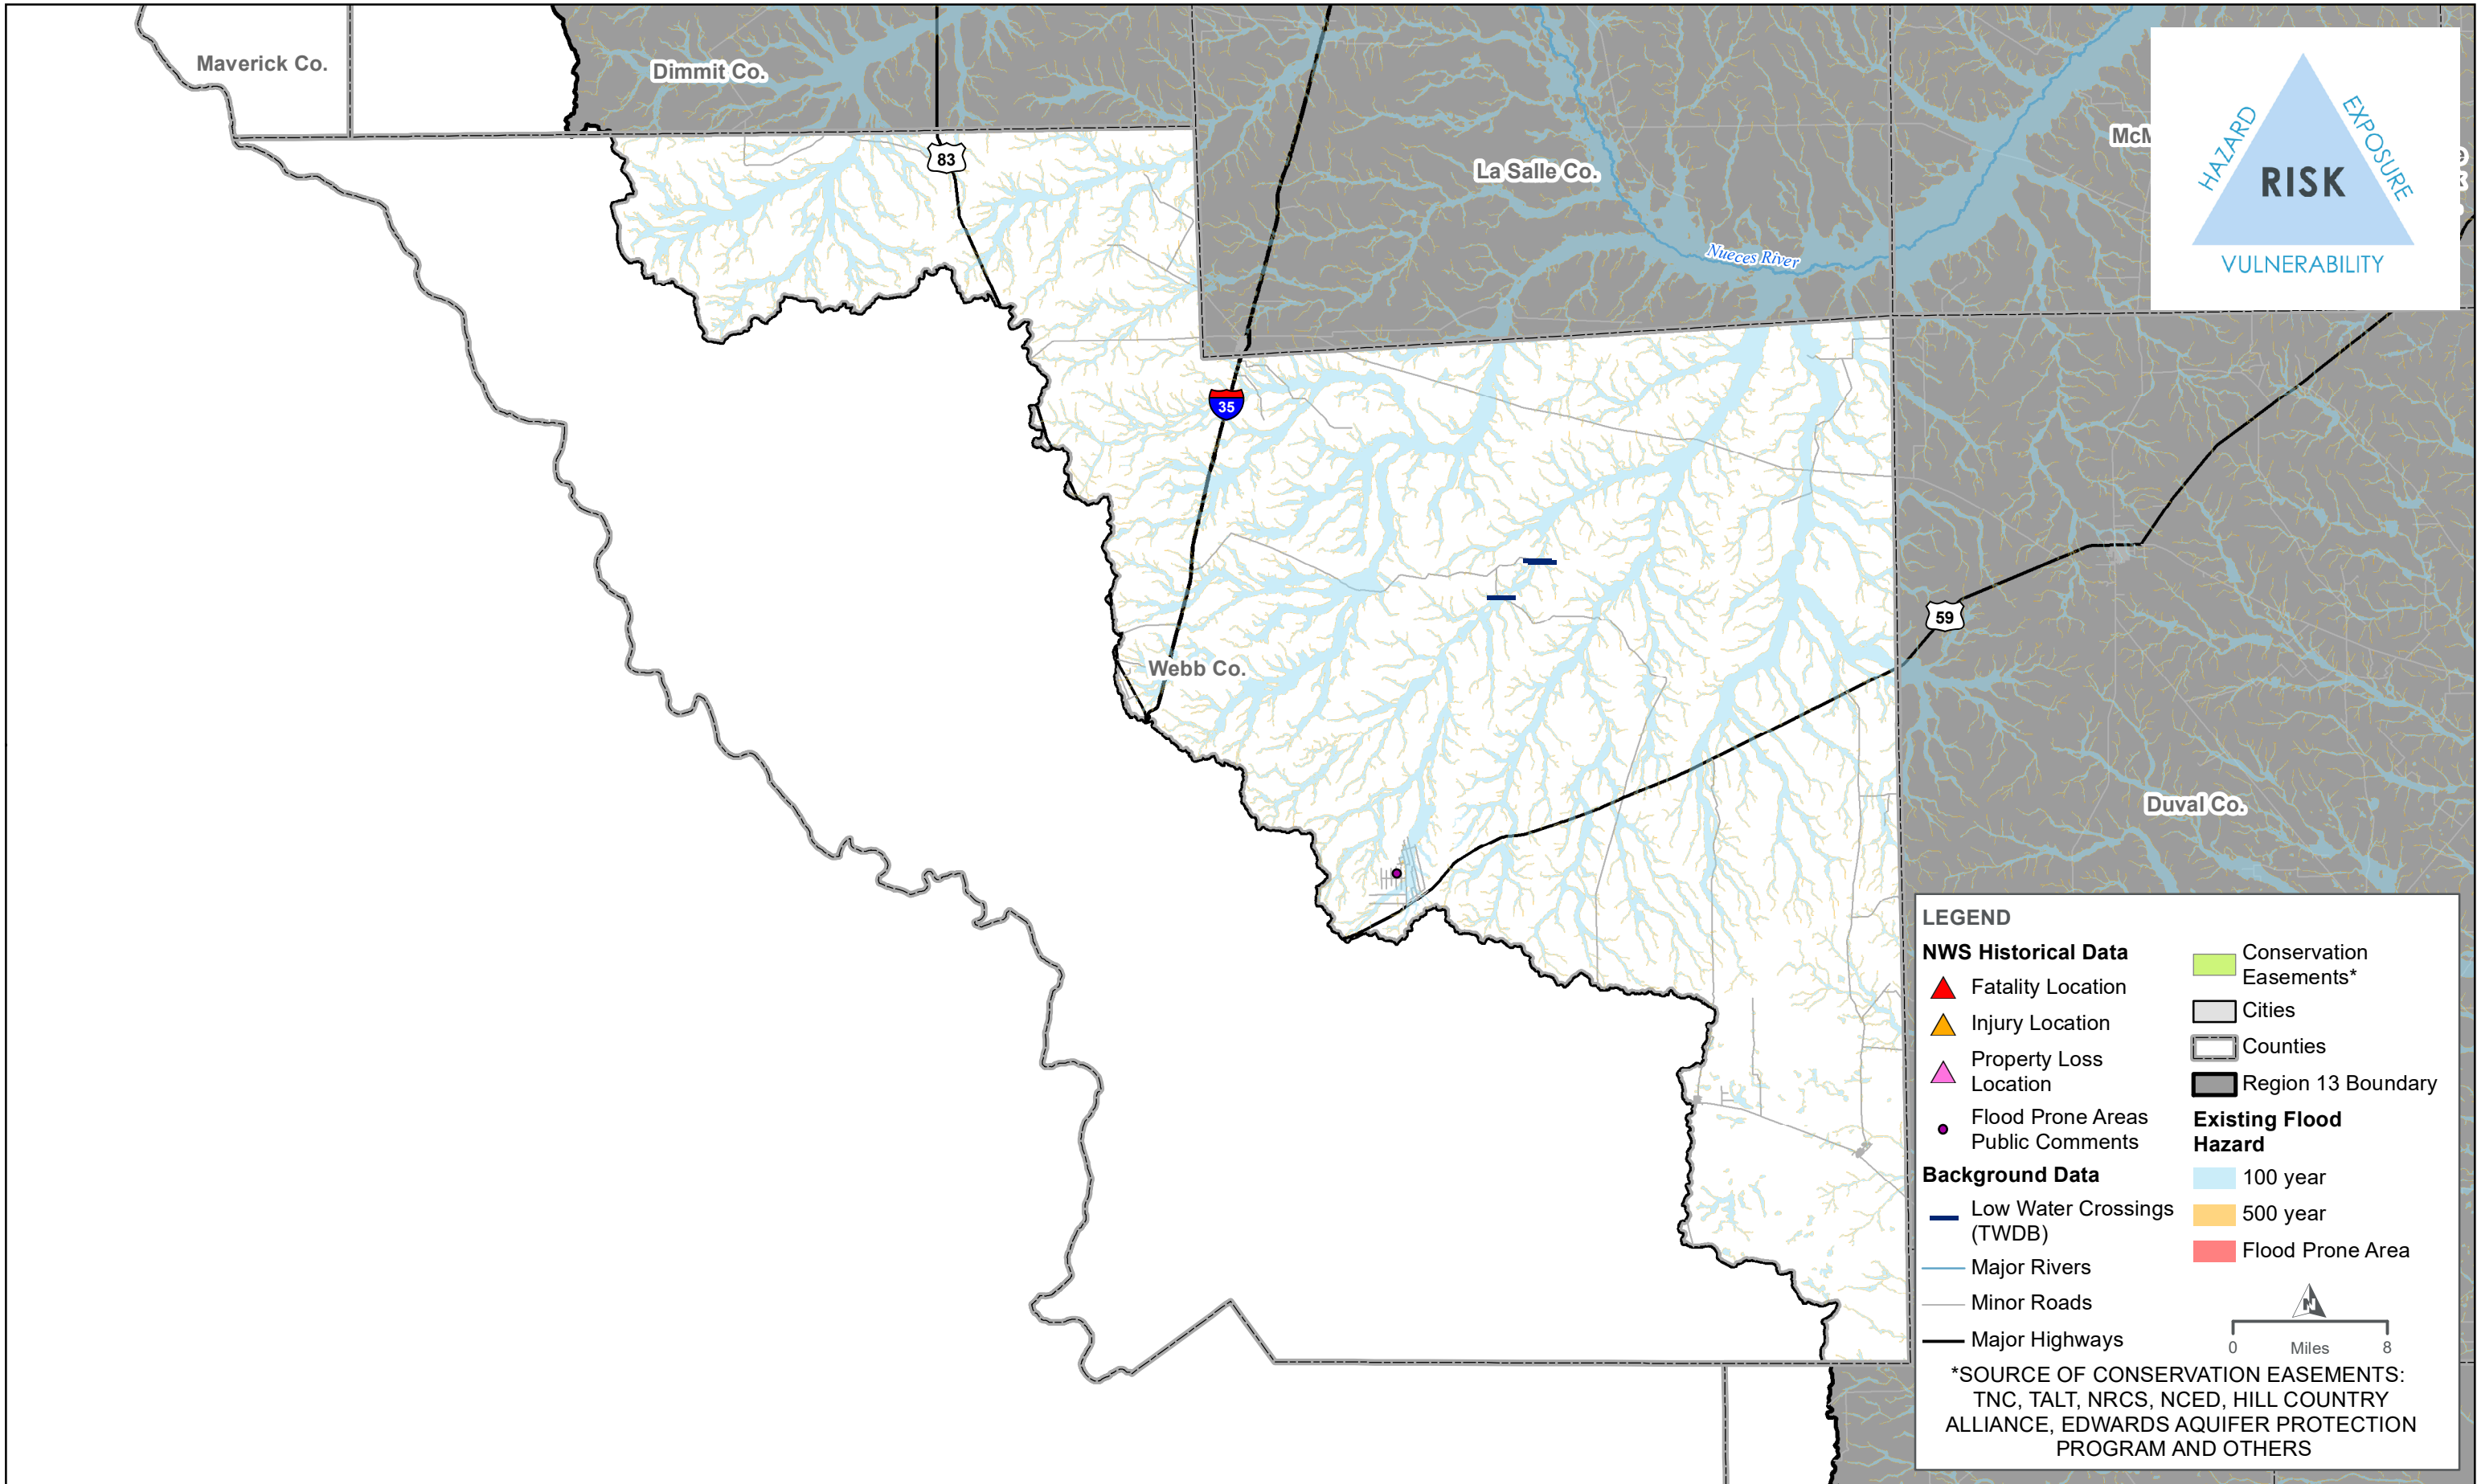 Maverick Co.
Dimmit Co.
83
La Salle Co.
McM
HAZARD
EXPOSURE
RISK
VULNERABILITY
Nueces River
35
59
Webb Co.
Duval Co.
LEGEND
NWS Historical Data
Fatality Location
Injury Location
Property Loss
Location
Flood Prone Areas
Public Comments
Background Data
Low Water Crossings
(TWDB)
Major Rivers
Minor Roads
Major Highways
Conservation
Easements*
Cities
Counties
Region 13 Boundary
Existing Flood
Hazard
100 year
500 year
Flood Prone Area
N
0 Miles 8
*SOURCE OF CONSERVATION EASEMENTS:
TNC, TALT, NRCS, NCED, HILL COUNTRY
ALLIANCE, EDWARDS AQUIFER PROTECTION
PROGRAM AND OTHERS